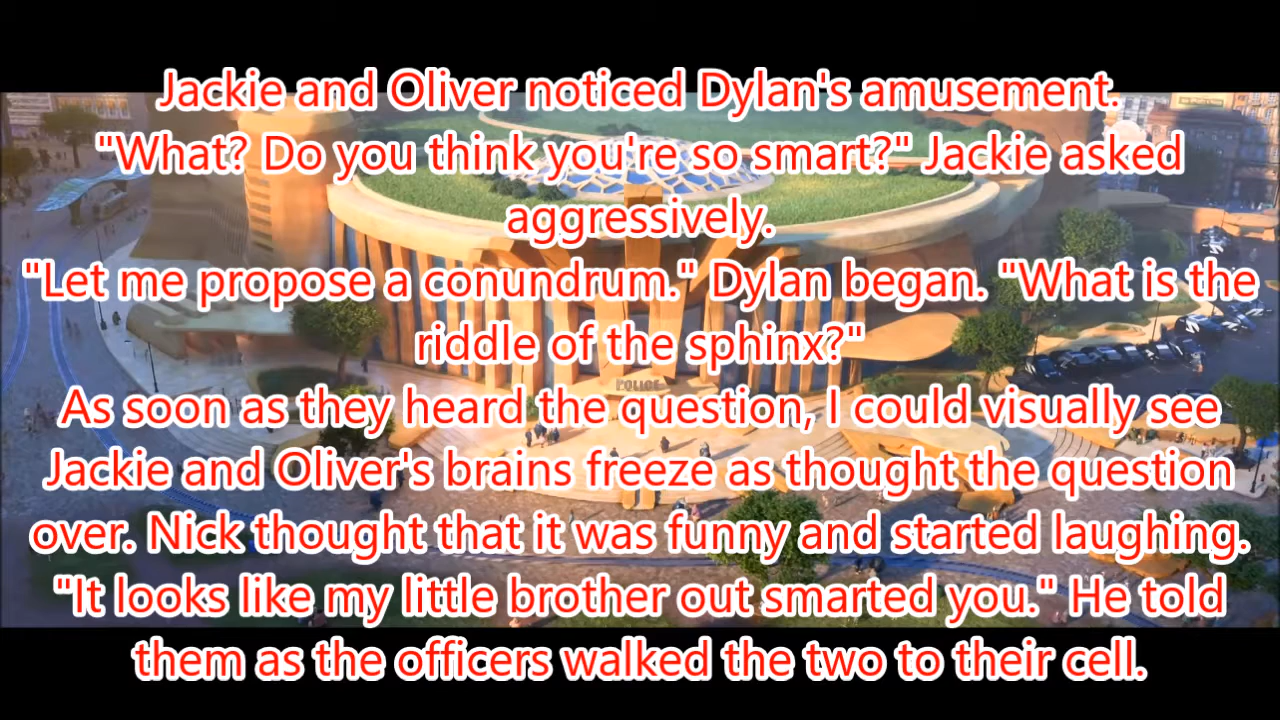 Jackie and Oliver noticed Dylan's amusement.
"What? Do you think you're so smart?" Jackie asked
aggressively.
"Let me propose a conundrum." Dylan began. "What is the
riddle of the sphinx?"
POLICE
As soon as they heard the question, I could visually see
Jackie and Oliver's brains freeze as thought the question
over. Nick thought that it was funny and started laughing.
"It looks like my little brother out smarted you." He told
them as the officers walked the two to their cell.